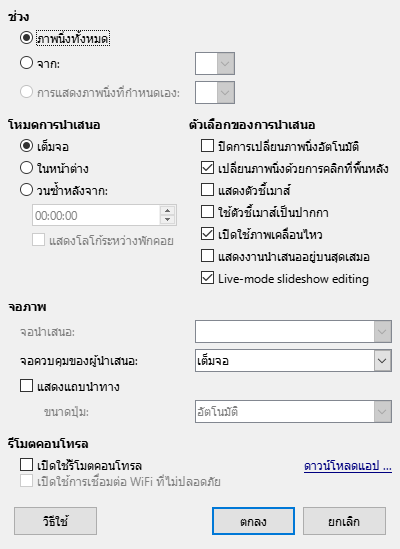 ช่วง
ภาพนิ่งทั้งหมด
จาก:
การแสดงภาพนิ่งที่กำหนดเอง:
โหมดการนำเสนอ
ตัวเลือกของการนำเสนอ
เต็มจอ
ปิดการเปลี่ยนภาพนิ่งอัตโนมัติ
ในหน้าต่าง
เปลี่ยนภาพนิ่งด้วยการคลิกที่พื้นหลัง
วนซ้ำหลังจาก:
แสดงตัวชี้เมาส์
00:00:00
ใช้ตัวชี้เมาส์เป็นปากกา
แสดงโลโก้ระหว่างพักคอย
เปิดใช้ภาพเคลื่อนไหว
แสดงงานนำเสนออยู่บนสุดเสมอ
Live-mode slideshow editing
จอภาพ
จอนำเสนอ:
จอควบคุมของผู้นำเสนอ:
เต็มจอ
แสดงแถบนำทาง
ขนาดปุ่ม:
อัตโนมัติ
รีโมตคอนโทรล
เปิดใช้รีโมตคอนโทรล
ดาวน์โหลดแอป ...
เปิดใช้การเชื่อมต่อ WiFi ที่ไม่ปลอดภัย
วิธีใช้
ตกลง
ยกเลิก